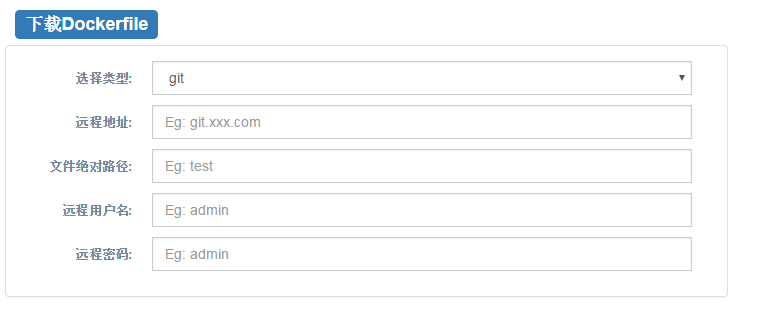 下载Dockerfile
选择类型: git
远程地址: Eg: git.xxx.com
文件绝对路径: Eg: test
远程用户名: Eg: admin
远程密码: Eg: admin